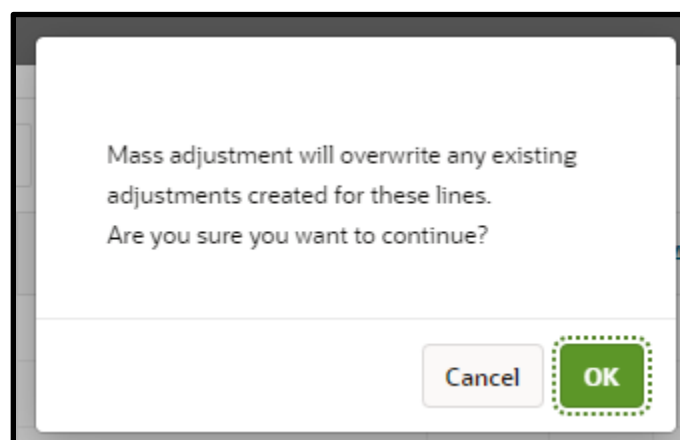 Mass adjustment will overwrite any existing
adjustments created for these lines.
Are you sure you want to continue?
Cancel OK